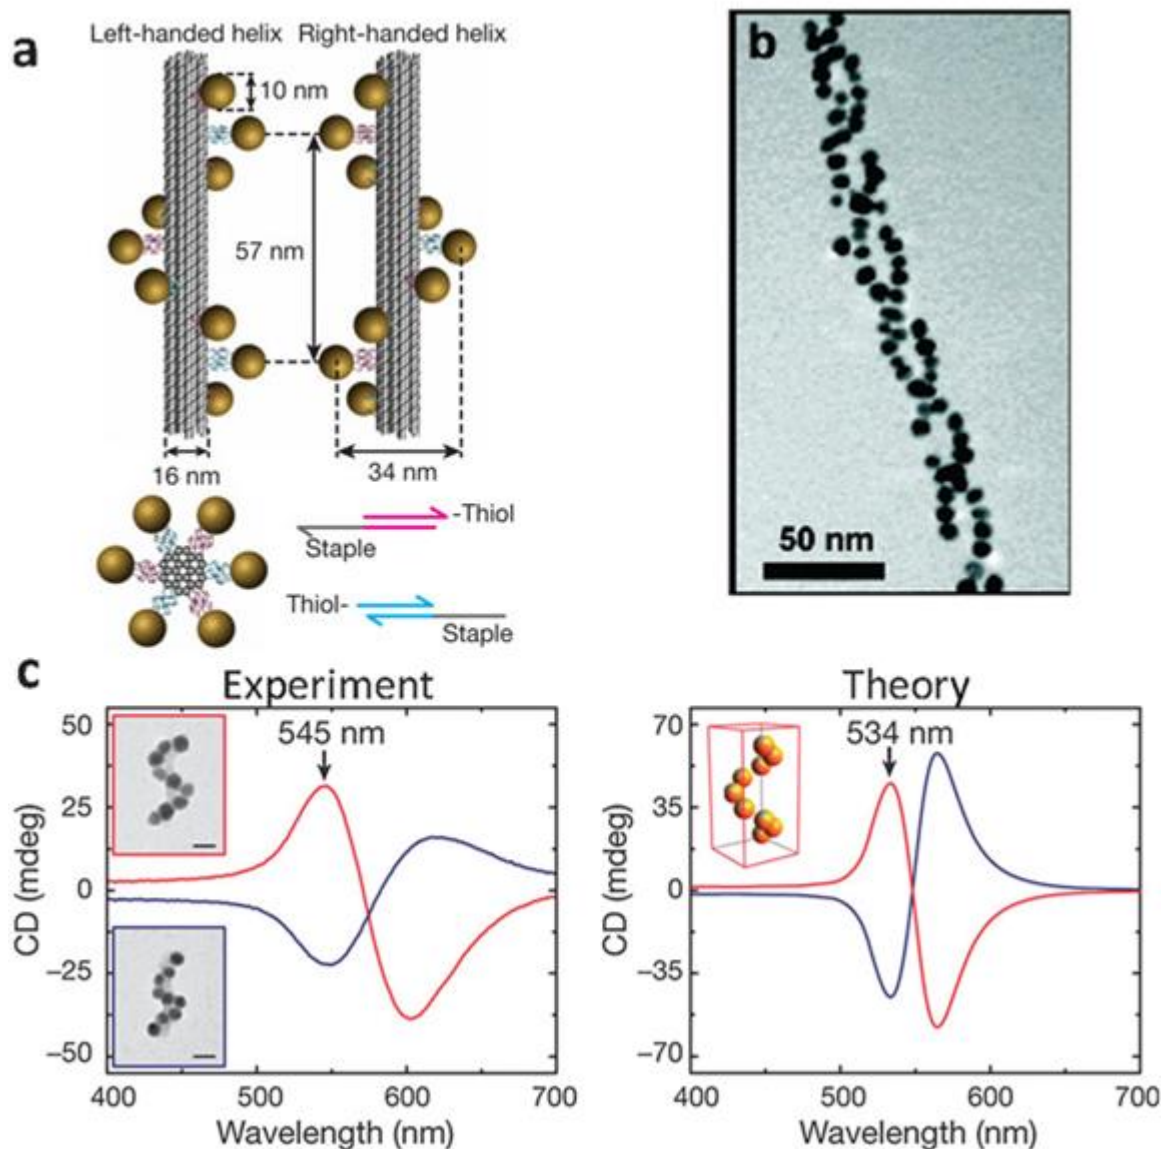 a
Left-handed helix Right-handed helix
10 nm
57 nm
16 nm
34 nm
-Thiol
Staple
Thiol-
Staple
b
50 nm
c
Experiment
545 nm
50
25
0
−25
−50
CD (mdeg)
400 500 600 700
Wavelength (nm)
Theory
534 nm
70
35
0
−35
−70
CD (mdeg)
400 500 600 700
Wavelength (nm)